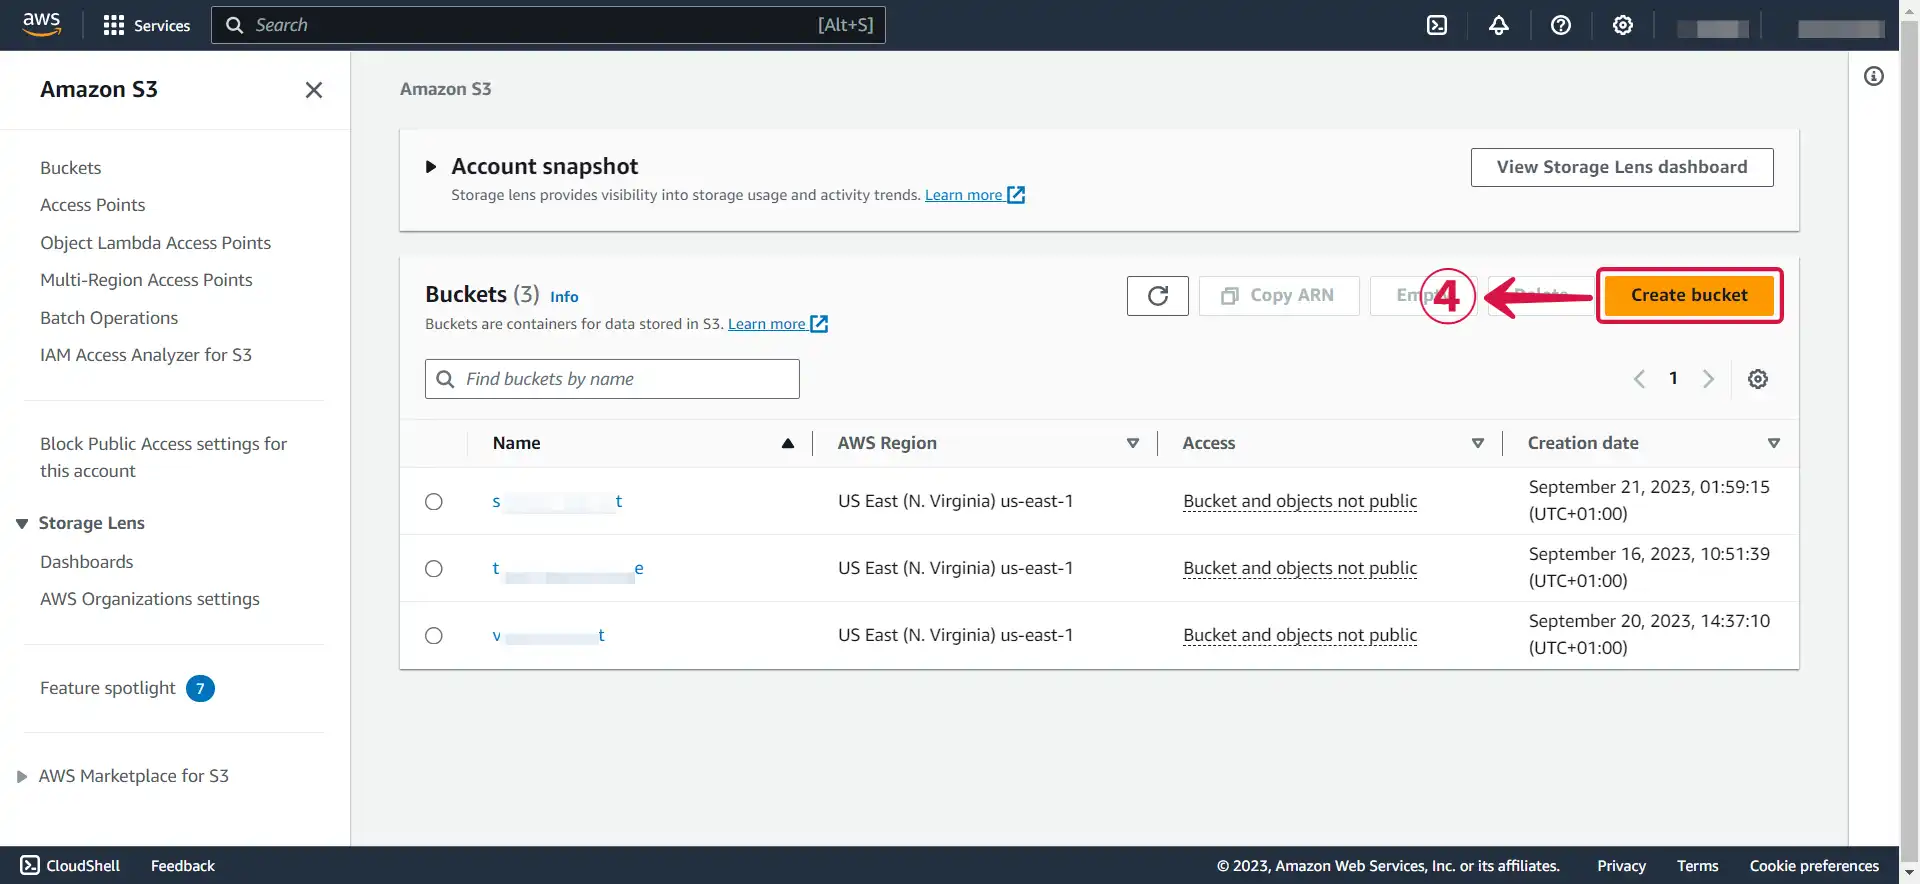 aws
Services
Search
[Alt+S]
Amazon S3
Buckets
Access Points
Object Lambda Access Points
Multi-Region Access Points
Batch Operations
IAM Access Analyzer for S3
Block Public Access settings for
this account
Storage Lens
Dashboards
AWS Organizations settings
Feature spotlight 7
AWS Marketplace for S3
Amazon S3
Account snapshot
Storage lens provides visibility into storage usage and activity trends. Learn more
View Storage Lens dashboard
Buckets (3) Info
Buckets are containers for data stored in S3. Learn more
Copy ARN
4
Create bucket
Find buckets by name
1
Name AWS Region Access Creation date
s t US East (N. Virginia) us-east-1 Bucket and objects not public September 21, 2023, 01:59:15
(UTC+01:00)
t e US East (N. Virginia) us-east-1 Bucket and objects not public September 16, 2023, 10:51:39
(UTC+01:00)
v t US East (N. Virginia) us-east-1 Bucket and objects not public September 20, 2023, 14:37:10
(UTC+01:00)
CloudShell Feedback © 2023, Amazon Web Services, Inc. or its affiliates. Privacy Terms Cookie preferences